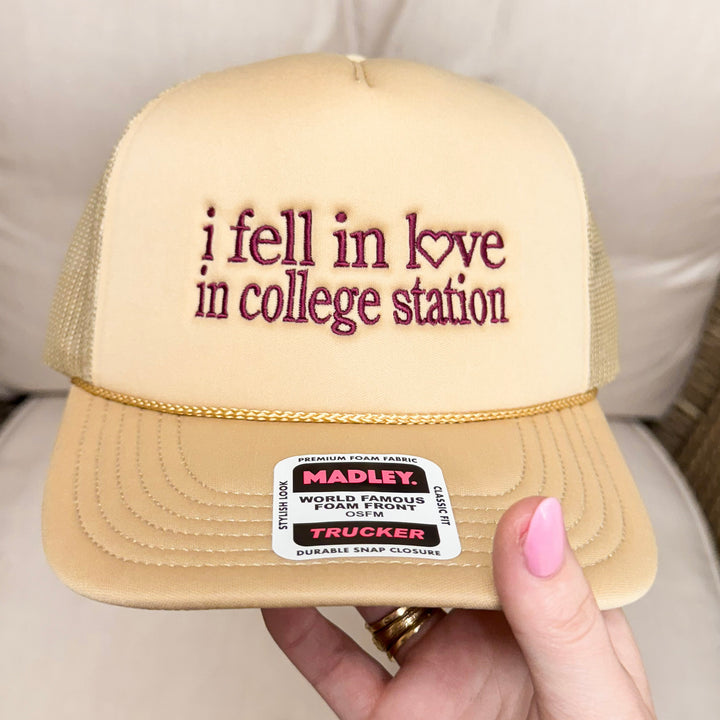 i fell in love
in college station
PREMIUM FOAM FABRIC
STYLISH LOOK
MADLEY.
WORLD FAMOUS
FOAM FRONT
OSFM
TRUCKER
CLASSIC FIT
DURABLE SNAP CLOSURE